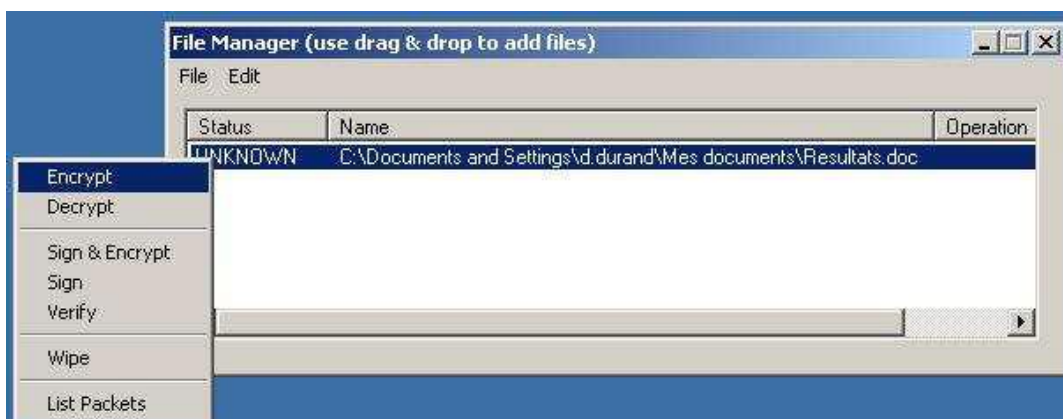 File Manager (use drag & drop to add files)
File Edit
Status Name Operation
UNKNOWN C:\Documents and Settings\d.durand\Mes documents\Resultats.doc
Encrypt
Decrypt
Sign & Encrypt
Sign
Verify
Wipe
List Packets